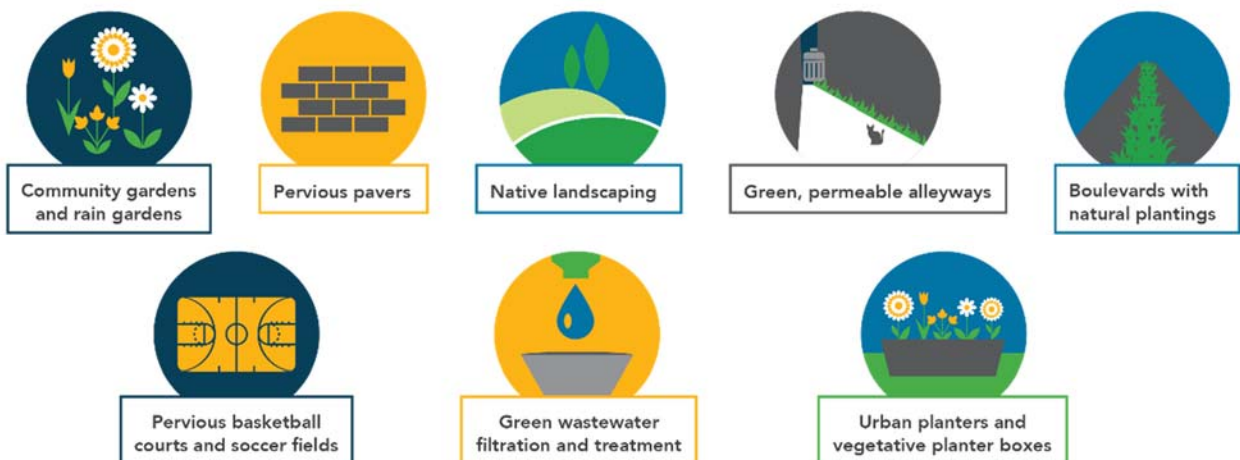 Community gardens
and rain gardens
Pervious pavers
Native landscaping
Green, permeable alleyways
Boulevards with
natural plantings
Pervious basketball
courts and soccer fields
Green wastewater
filtration and treatment
Urban planters and
vegetative planter boxes